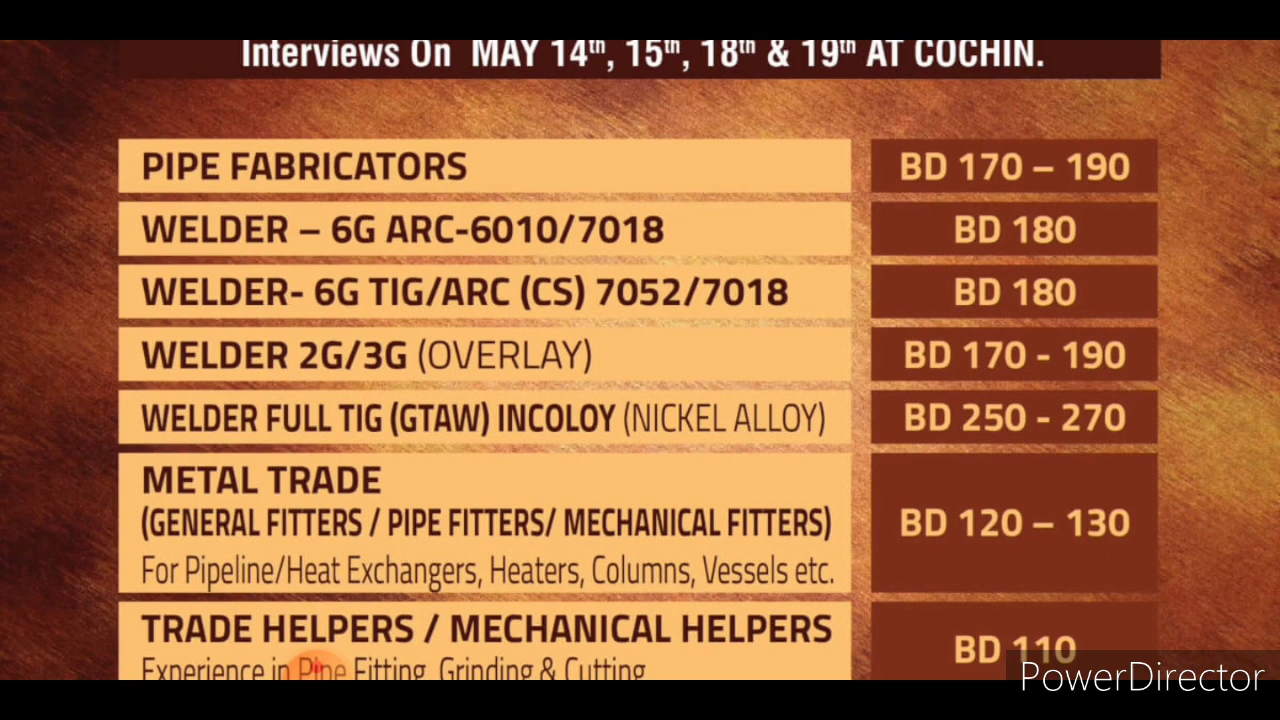 Interviews On MAY 14th, 15th, 18th & 19th AT COCHIN.
PIPE FABRICATORS BD 170 – 190
WELDER – 6G ARC-6010/7018 BD 180
WELDER- 6G TIG/ARC (CS) 7052/7018 BD 180
WELDER 2G/3G (OVERLAY) BD 170 - 190
WELDER FULL TIG (GTAW) INCOLOY (NICKEL ALLOY) BD 250 - 270
METAL TRADE
(GENERAL FITTERS / PIPE FITTERS/ MECHANICAL FITTERS) BD 120 – 130
For Pipeline/Heat Exchangers, Heaters, Columns, Vessels etc.
TRADE HELPERS / MECHANICAL HELPERS BD 110
Experience in Pipe Fitting, Grinding & Cutting
PowerDirector